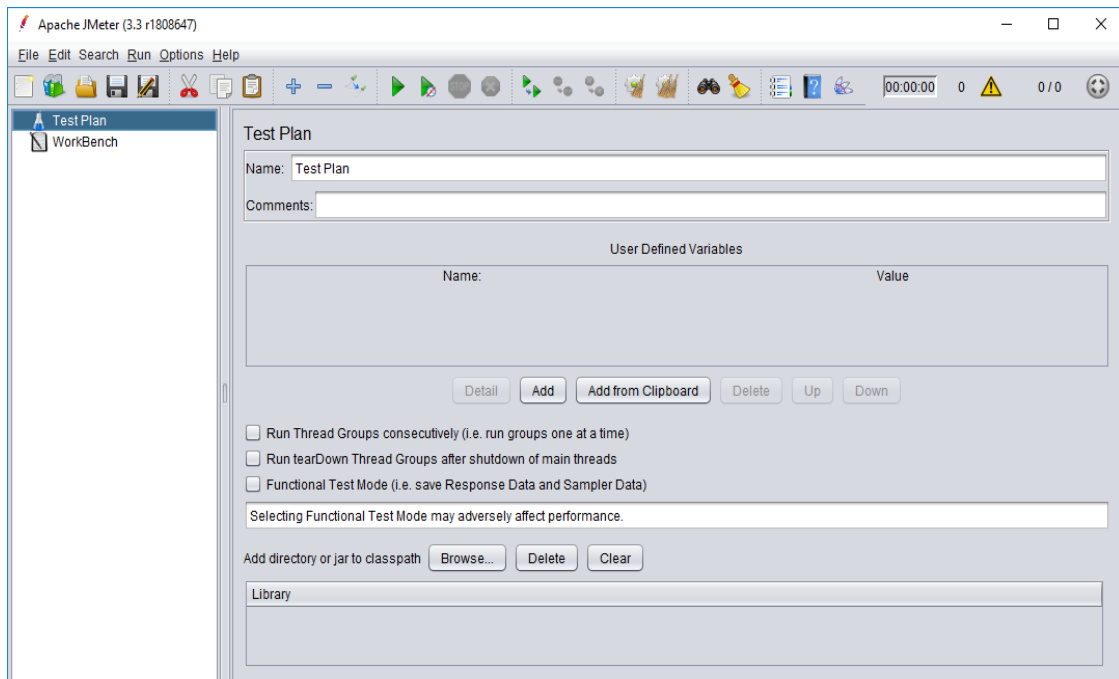 Apache JMeter (3.3 r1808647)
File Edit Search Run Options Help
00:00:00 0 0 / 0
Test Plan
WorkBench
Test Plan
Name: Test Plan
Comments:
User Defined Variables
Name: Value
Detail Add Add from Clipboard Delete Up Down
Run Thread Groups consecutively (i.e. run groups one at a time)
Run tearDown Thread Groups after shutdown of main threads
Functional Test Mode (i.e. save Response Data and Sampler Data)
Selecting Functional Test Mode may adversely affect performance.
Add directory or jar to classpath Browse... Delete Clear
Library